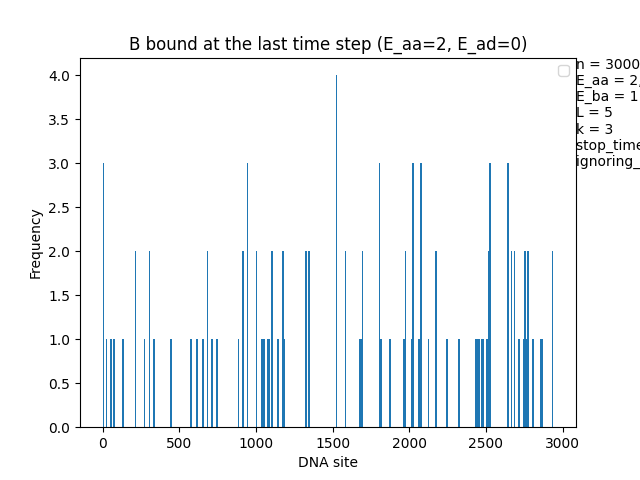 B bound at the last time step (E_aa=2, E_ad=0)
n = 3000
E_aa = 2,
E_ba = 1
L = 5
k = 3
stop_time
ignoring_
4.0
3.5
3.0
2.5
2.0
1.5
1.0
0.5
0.0
Frequency
0 500 1000 1500 2000 2500 3000
DNA site